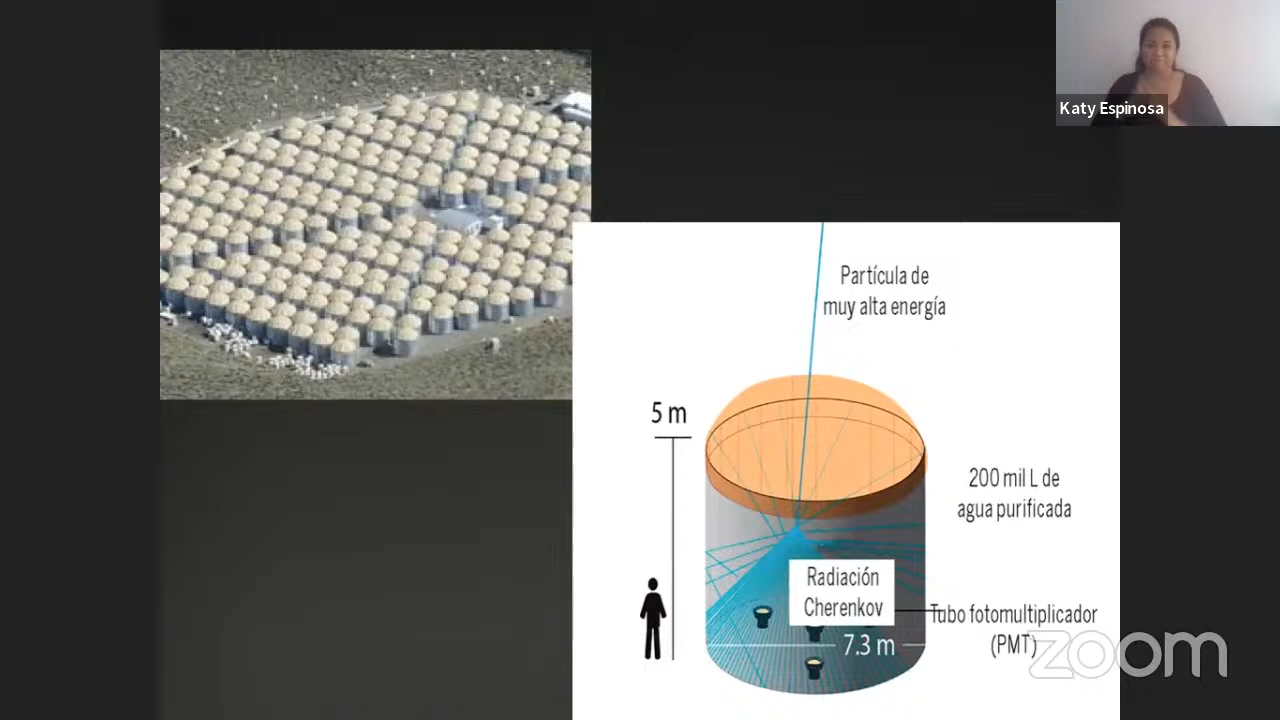 Katy Espinosa
Partícula de
muy alta energía
5 m
200 mil L de
agua purificada
Radiación
Cherenkov
Tubo fotomultiplicador
(PMT)
7.3 m
zoom